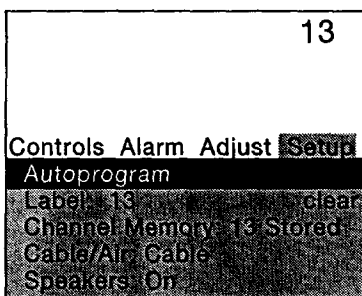 13
Controls Alarm Adjust Setup
Autoprogram
Label: 13 clear
Channel Memory: 13 Stored
Cable/Air: Cable
Speakers: On